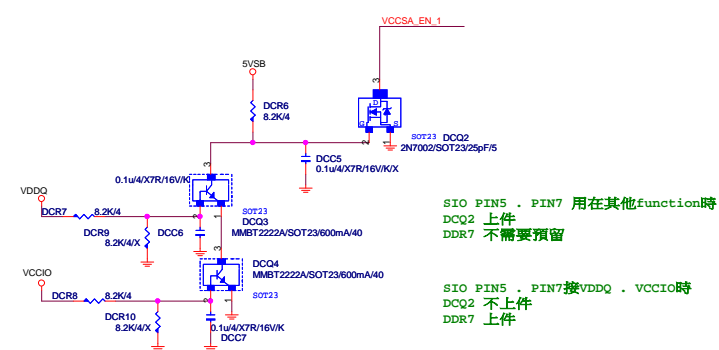 VCCSA_EN_1
5VSB
3
DCR6
8.2K/4
D
G
S
2
1
SOT23 DCQ2
2N7002/SOT23/25pF/5
3
DCC5
0.1u/4/X7R/16V/K/X
0.1u/4/X7R/16V/K
VDDQ
DCR7
8.2K/4
2
1
SOT23
DCQ3
MMBT2222A/SOT23/600mA/40
DCR9
8.2K/4/X
DCC6
3
DCQ4
MMBT2222A/SOT23/600mA/40
VCCIO
SOT23
DCR8
8.2K/4
2
1
DCR10
8.2K/4/X
0.1u/4/X7R/16V/K
DCC7
SIO PIN5 . PIN7 用在其他function時
DCQ2 上件
DDR7 不需要預留
SIO PIN5 . PIN7接VDDQ . VCCIO時
DCQ2 不上件
DDR7 上件